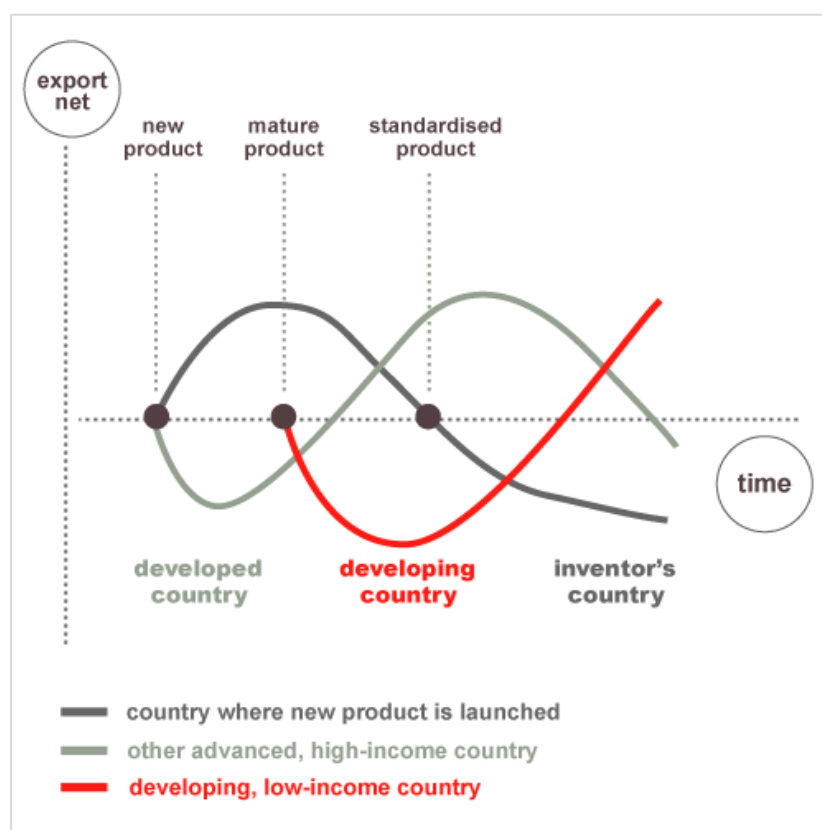 export
net
new
product
mature
product
standardised
product
time
developed
country
developing
country
inventor's
country
country where new product is launched
other advanced, high-income country
developing, low-income country